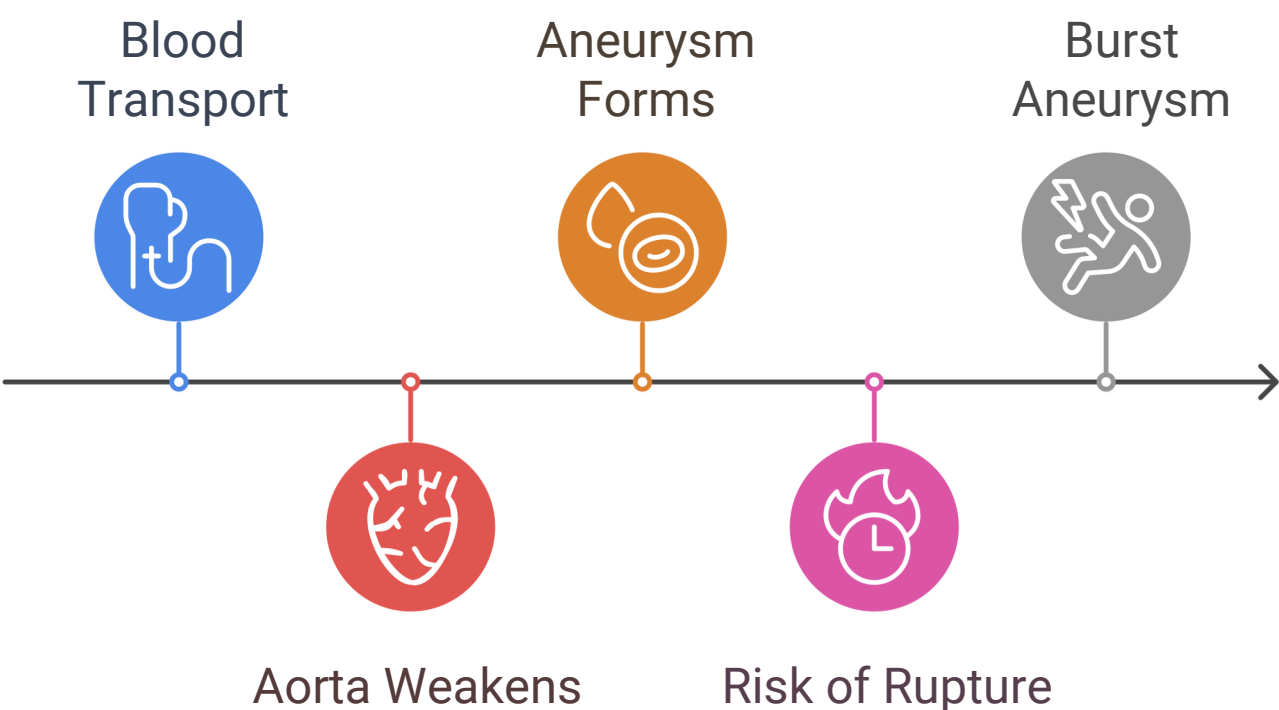 Blood
Transport
Aneurysm
Forms
Burst
Aneurysm
Aorta Weakens
Risk of Rupture